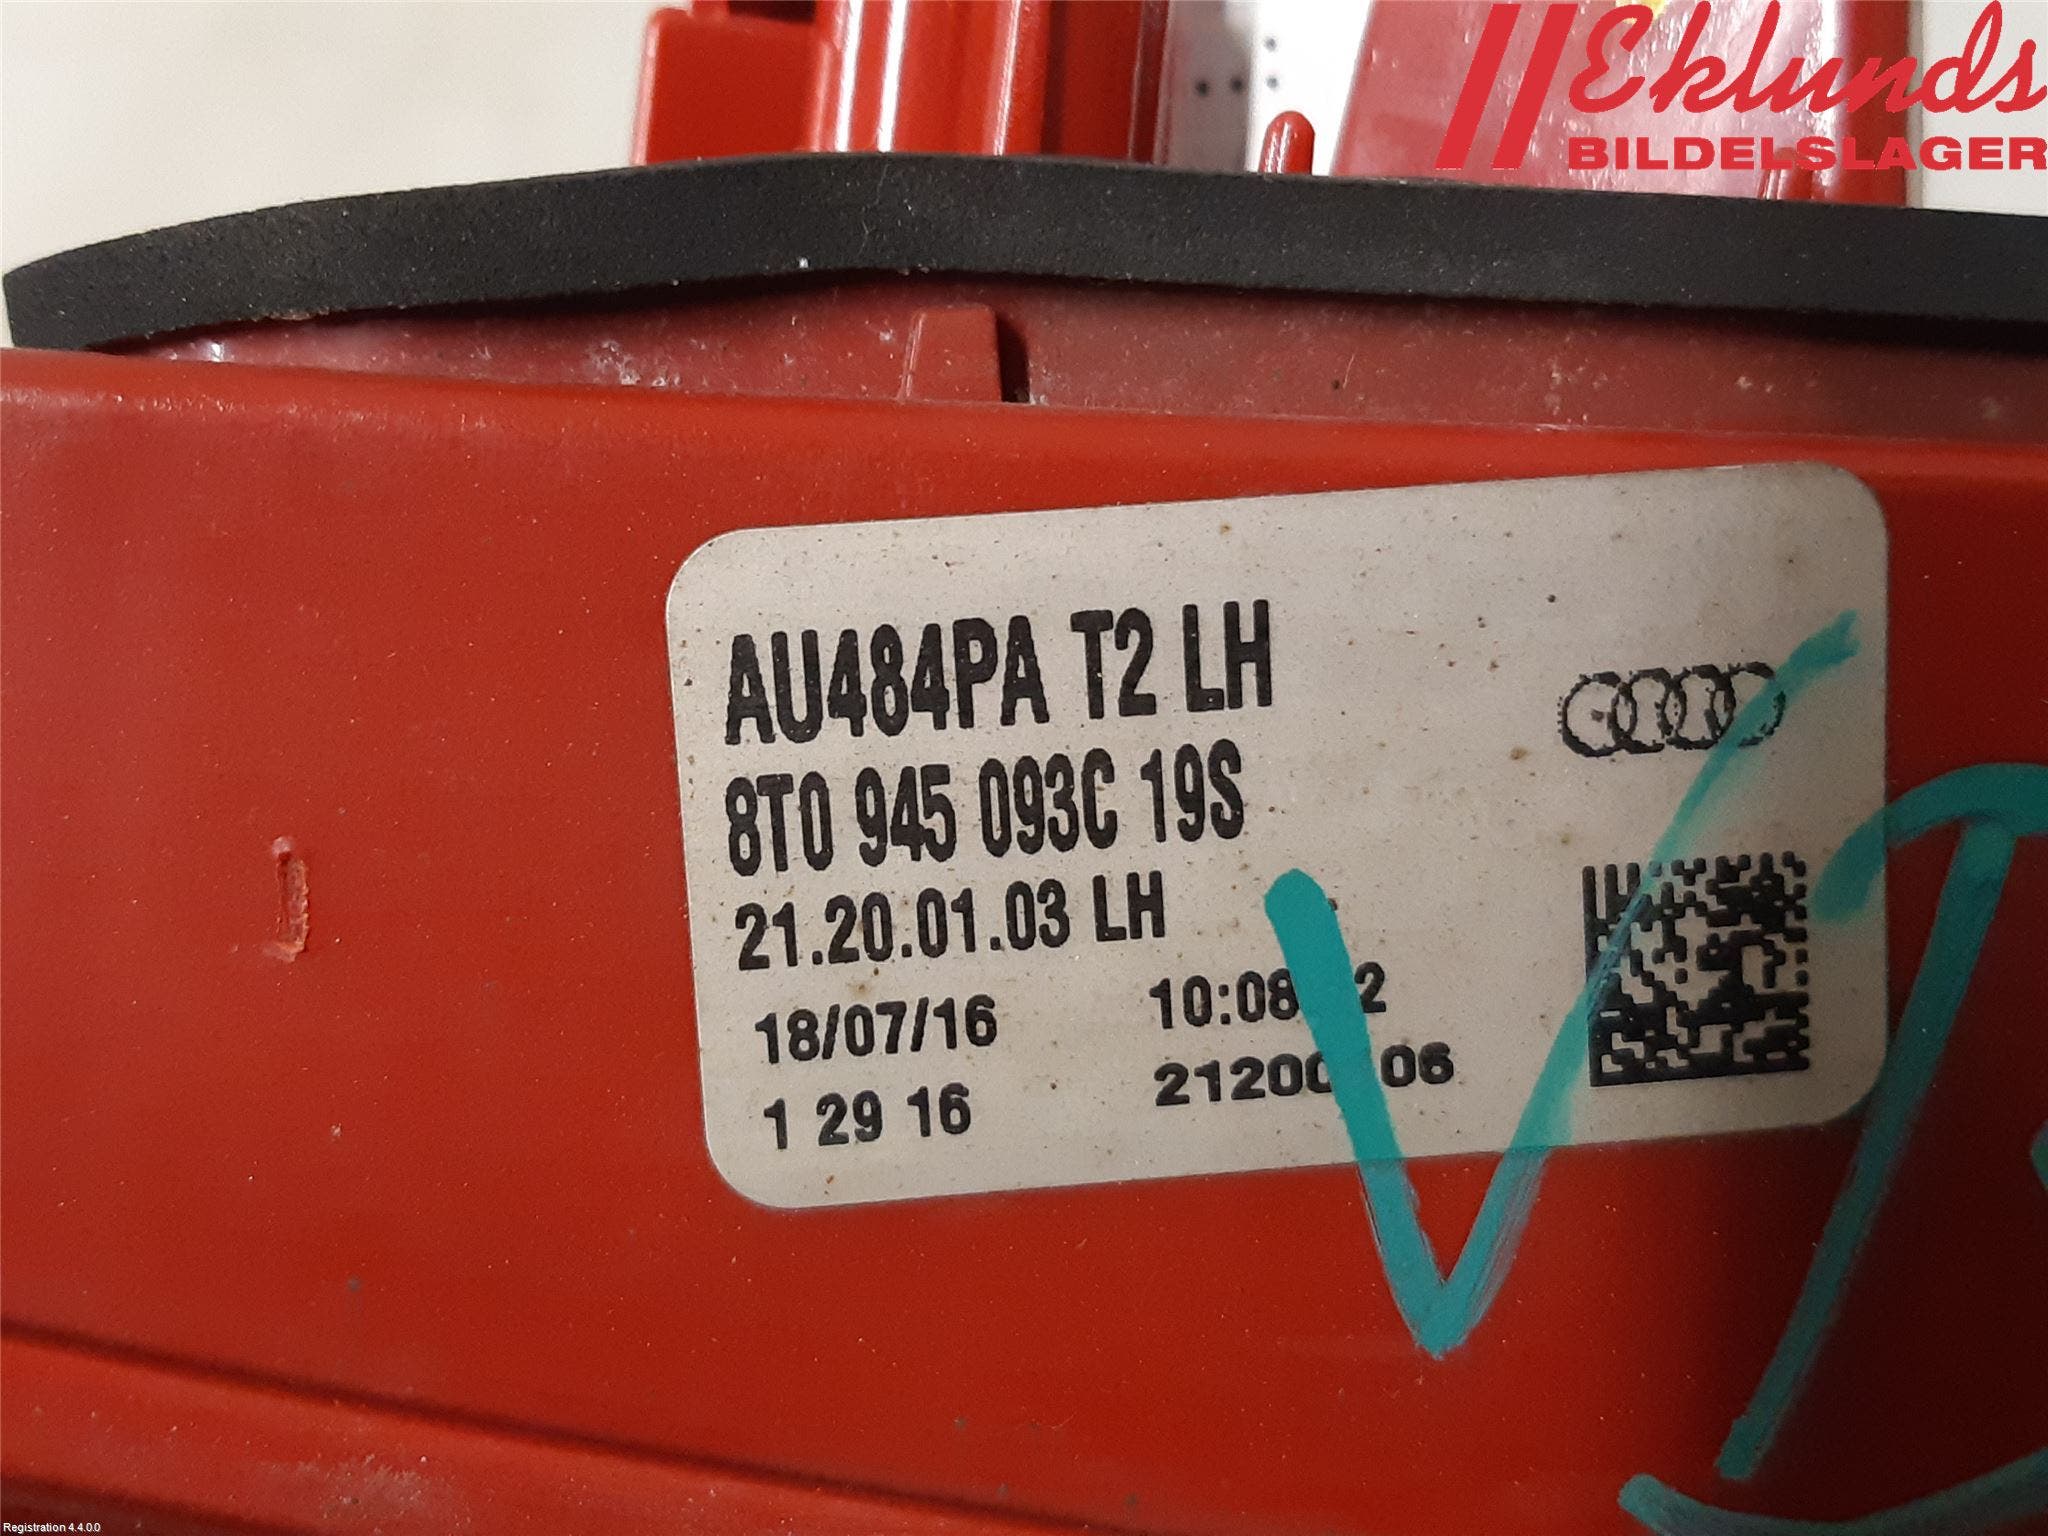 Eklunds
BILDELSLAGER
AU484PA T2 LH
8T0 945 093C 19S
21.20.01.03 LH
18/07/16
1 29 16
Registration 4.4.0.0